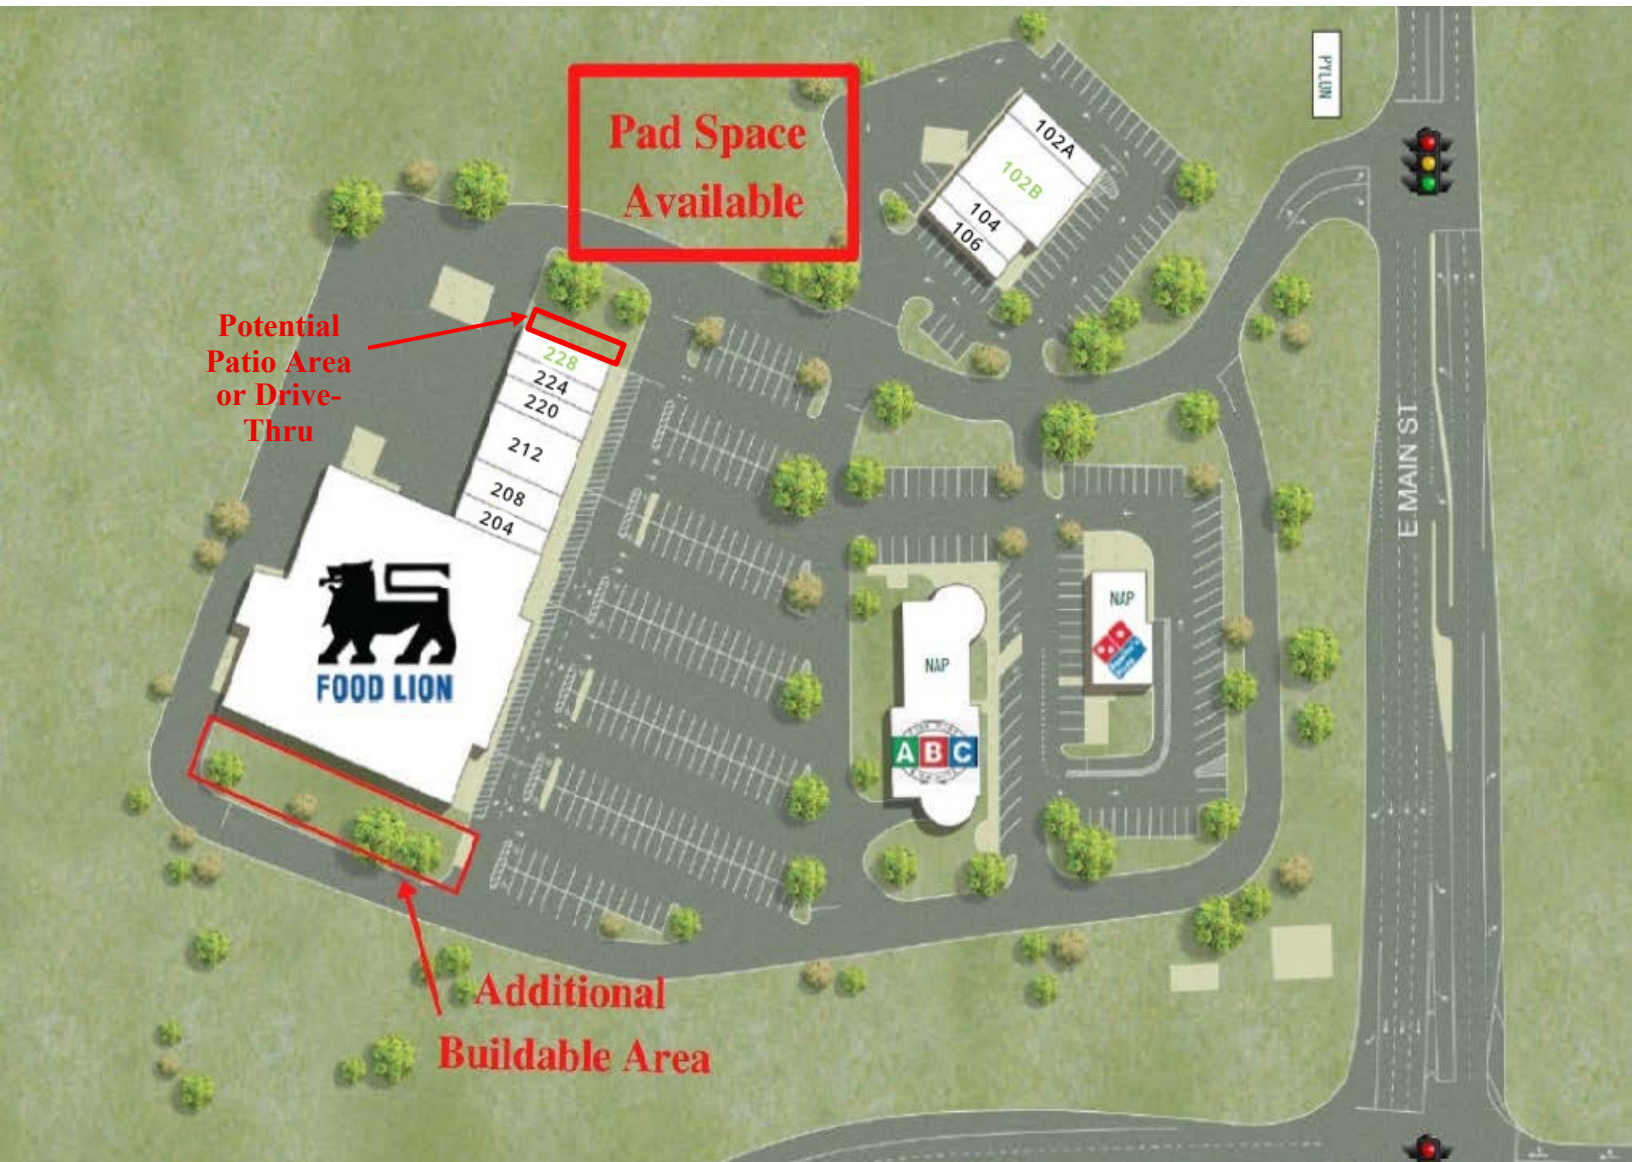 PYLON
Pad Space
Available
102A
102B
104
106
Potential
Patio Area
or Drive-
Thru
228
224
220
212
208
204
E MAIN ST
FOOD LION
NAP
NAP
ABC
Additional
Buildable Area